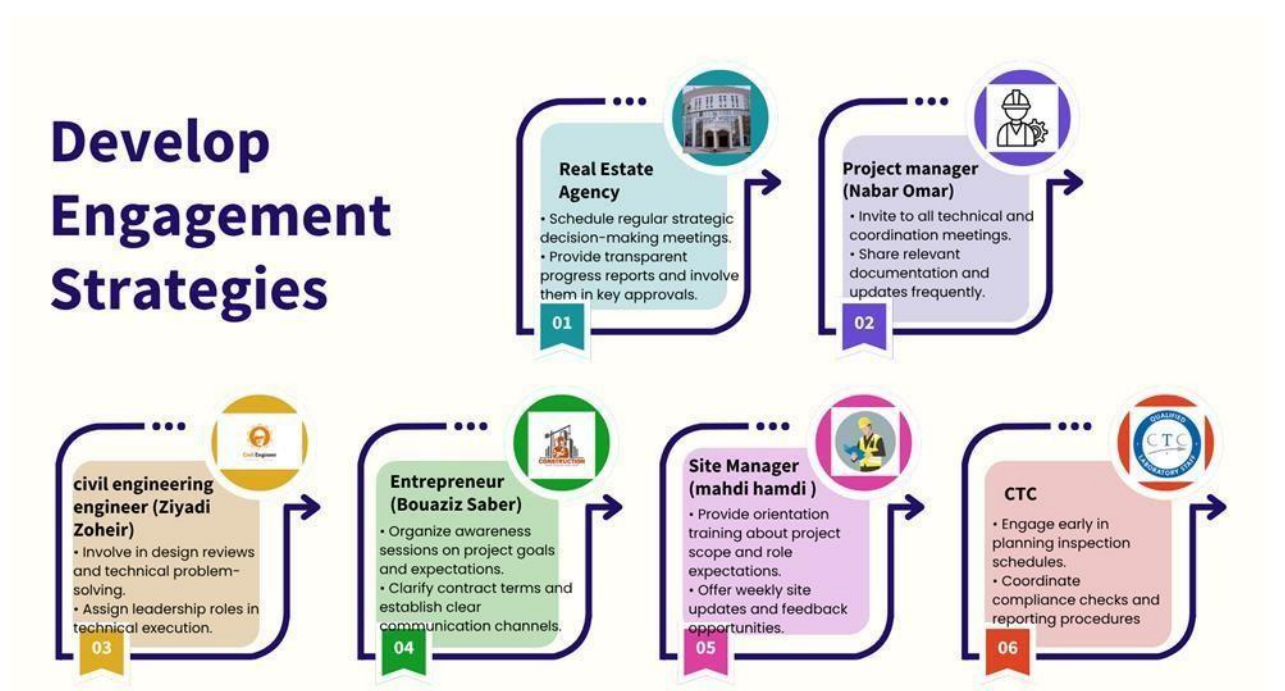 Develop
Engagement
Strategies
Real Estate
Agency
• Schedule regular strategic
decision-making meetings.
• Provide transparent
progress reports and involve
them in key approvals.
01
Project manager
(Nabar Omar)
• Invite to all technical and
coordination meetings.
• Share relevant
documentation and
updates frequently.
02
civil engineering
engineer (Ziyadi
Zoheir)
• Involve in design reviews
and technical problem-
solving.
• Assign leadership roles in
technical execution.
03
Civil Engineer
Entrepreneur
(Bouaziz Saber)
• Organize awareness
sessions on project goals
and expectations.
• Clarify contract terms and
establish clear
communication channels.
04
CONSTRUCTION
Site Manager
(mahdi hamdi )
• Provide orientation
training about project
scope and role
expectations.
• Offer weekly site
updates and feedback
opportunities.
05
CTC
• Engage early in
planning inspection
schedules.
• Coordinate
compliance checks and
reporting procedures
06
QUALIFIED
CTC
LABORATORY STAFF